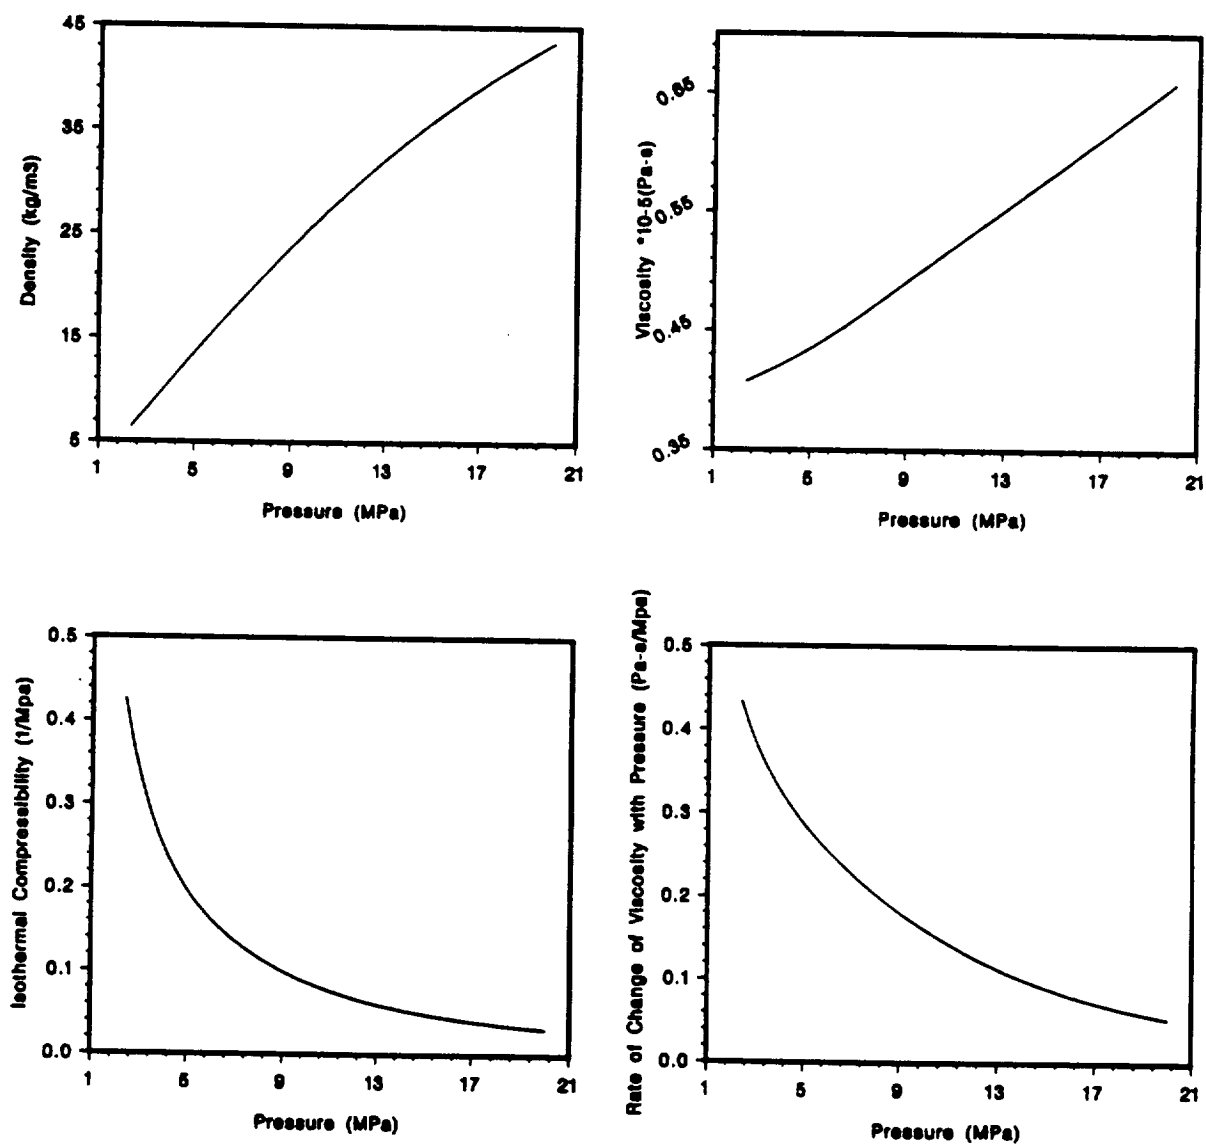 45
35
25
15
5
Density (kg/m3)
1 5 9 13 17 21
Pressure (MPa)
0.65
0.55
0.45
0.35
Viscosity *10-5(Pa-s)
1 5 9 13 17 21
Pressure (MPa)
0.5
0.4
0.3
0.2
0.1
0.0
Isothermal Compressibility (1/Mpa)
1 5 9 13 17 21
Pressure (MPa)
0.5
0.4
0.3
0.2
0.1
0.0
Rate of Change of Viscosity with Pressure (Pa-s/Mpa)
1 5 9 13 17 21
Pressure (MPa)